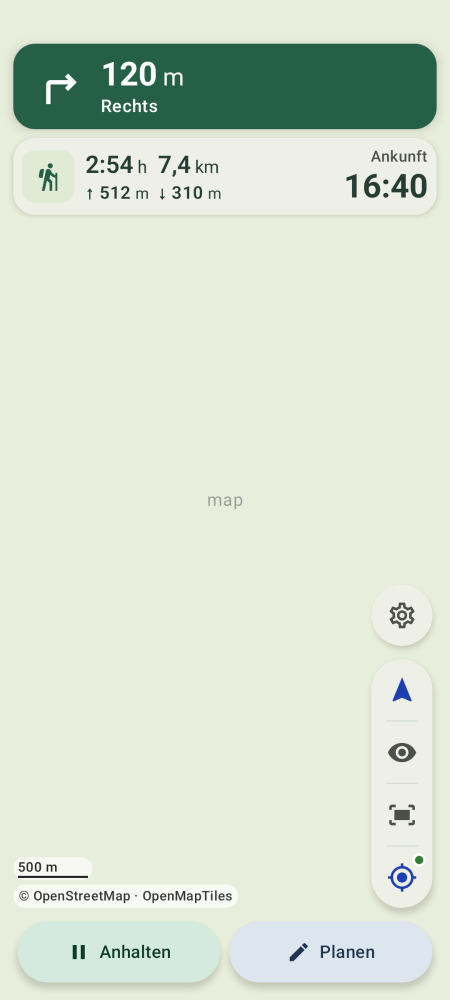 120 m
Rechts
2:54 h 7,4 km
↑ 512 m ↓ 310 m
Ankunft
16:40
map
500 m
© OpenStreetMap · OpenMapTiles
Anhalten
Planen